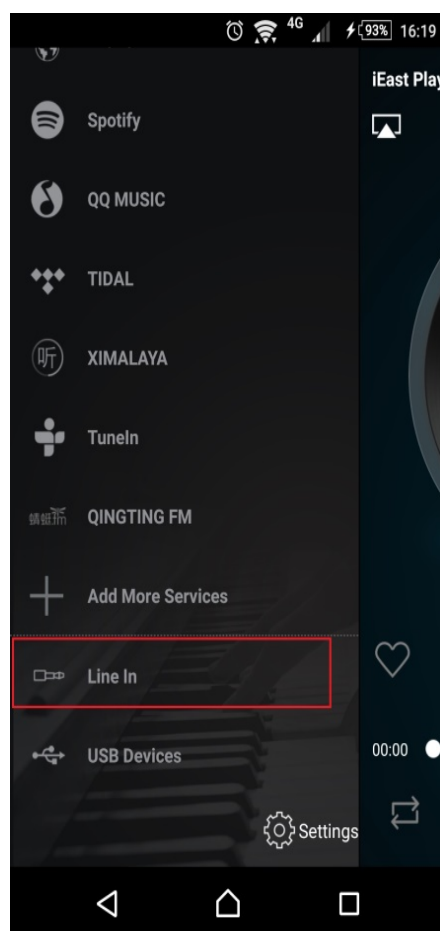 4G 93% 16:19
iEast Play
Spotify
QQ MUSIC
TIDAL
听 XIMALAYA
TuneIn
蜻蜓fm QINGTING FM
Add More Services
Line In
USB Devices
00:00
Settings